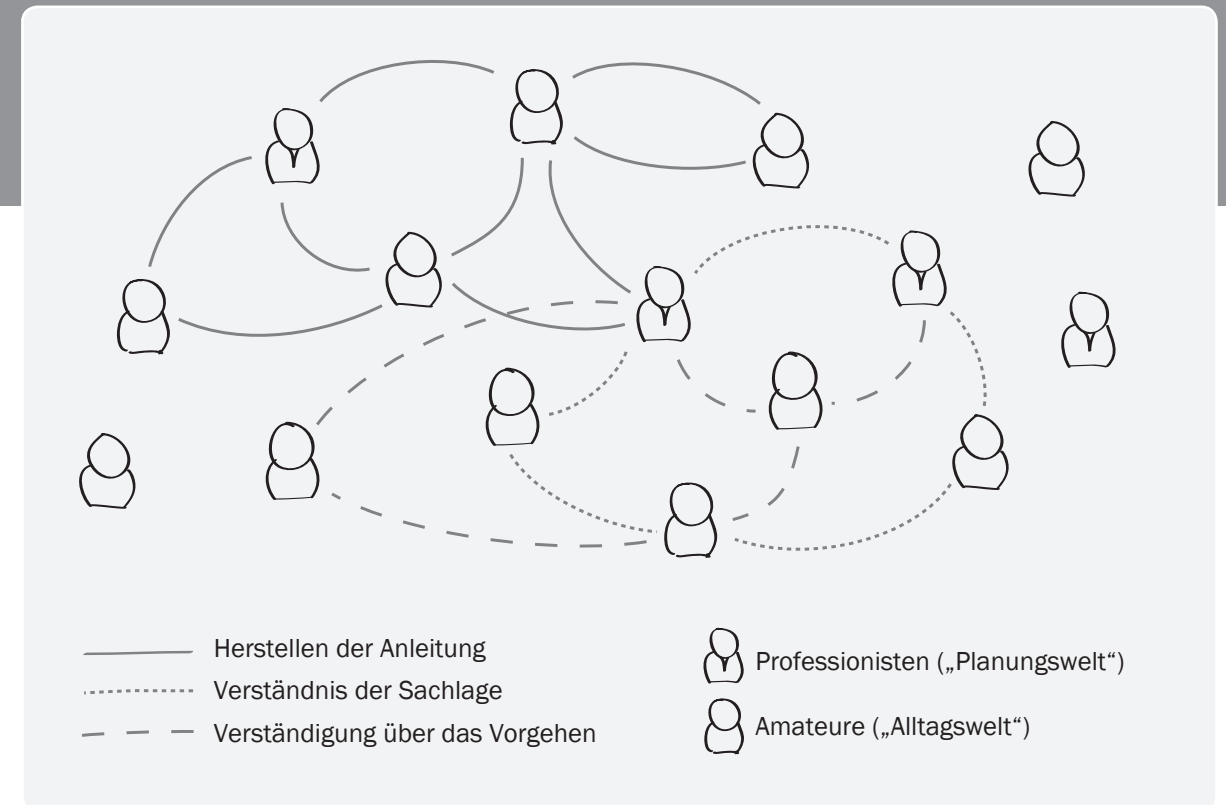 Herstellen der Anleitung
Verständnis der Sachlage
Verständigung über das Vorgehen
Professionisten („Planungswelt“)
Amateure („Alltagswelt“)